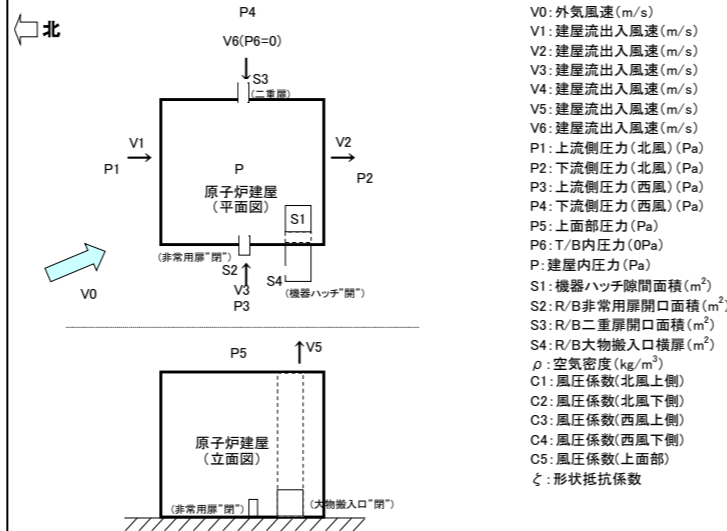 P4
北
V6(P6=0)
S3
(二重扉)
V1
V2
P1
P
P2
原子炉建屋
(平面図)
S1
(非常用扉"閉")
S2
S4
(機器ハッチ"開")
V0
V3
P3
P5
V5
原子炉建屋
(立面図)
(非常用扉"閉")
(大物搬入口"閉")
V0:外気風速(m/s)
V1:建屋流出入風速(m/s)
V2:建屋流出入風速(m/s)
V3:建屋流出入風速(m/s)
V4:建屋流出入風速(m/s)
V5:建屋流出入風速(m/s)
V6:建屋流出入風速(m/s)
P1:上流側圧力(北風)(Pa)
P2:下流側圧力(北風)(Pa)
P3:上流側圧力(西風)(Pa)
P4:下流側圧力(西風)(Pa)
P5:上面部圧力(Pa)
P6:T/B内圧力(0Pa)
P:建屋内圧力(Pa)
S1:機器ハッチ隙間面積(m²)
S2:R/B非常用扉開口面積(m²)
S3:R/B二重扉開口面積(m²)
S4:R/B大物搬入口横扉(m²)
ρ:空気密度(kg/m³)
C1:風圧係数(北風上側)
C2:風圧係数(北風下側)
C3:風圧係数(西風上側)
C4:風圧係数(西風下側)
C5:風圧係数(上面部)
ζ:形状抵抗係数